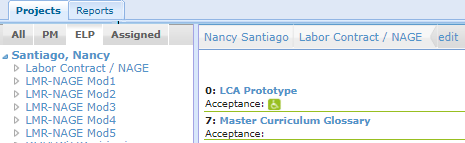 Projects Reports
All PM ELP Assigned
Santiago, Nancy
Labor Contract / NAGE
LMR-NAGE Mod1
LMR-NAGE Mod2
LMR-NAGE Mod3
LMR-NAGE Mod4
LMR-NAGE Mod5
Nancy Santiago Labor Contract / NAGE edit
0: LCA Prototype
Acceptance:
7: Master Curriculum Glossary
Acceptance: